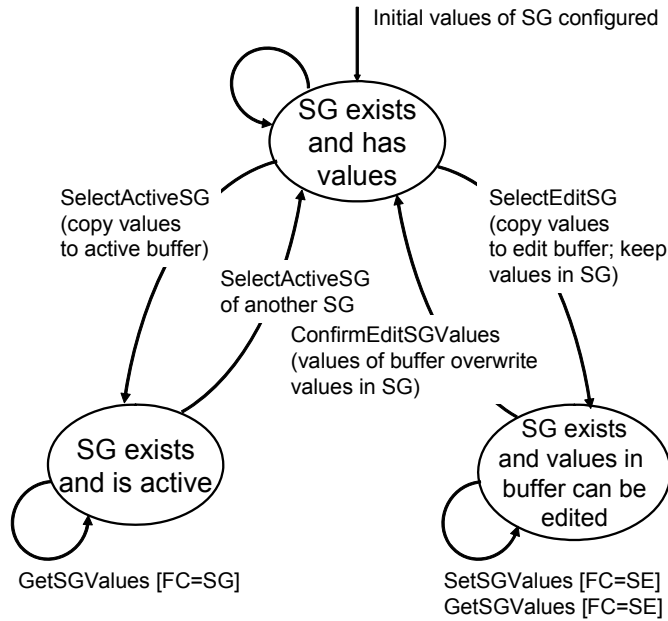 Initial values of SG configured
SG exists
and has
values
SelectActiveSG
(copy values
to active buffer)
SelectEditSG
(copy values
to edit buffer; keep
values in SG)
SelectActiveSG
of another SG
ConfirmEditSGValues
(values of buffer overwrite
values in SG)
SG exists
and is active
SG exists
and values in
buffer can be
edited
GetSGValues [FC=SG]
SetSGValues [FC=SE]
GetSGValues [FC=SE]